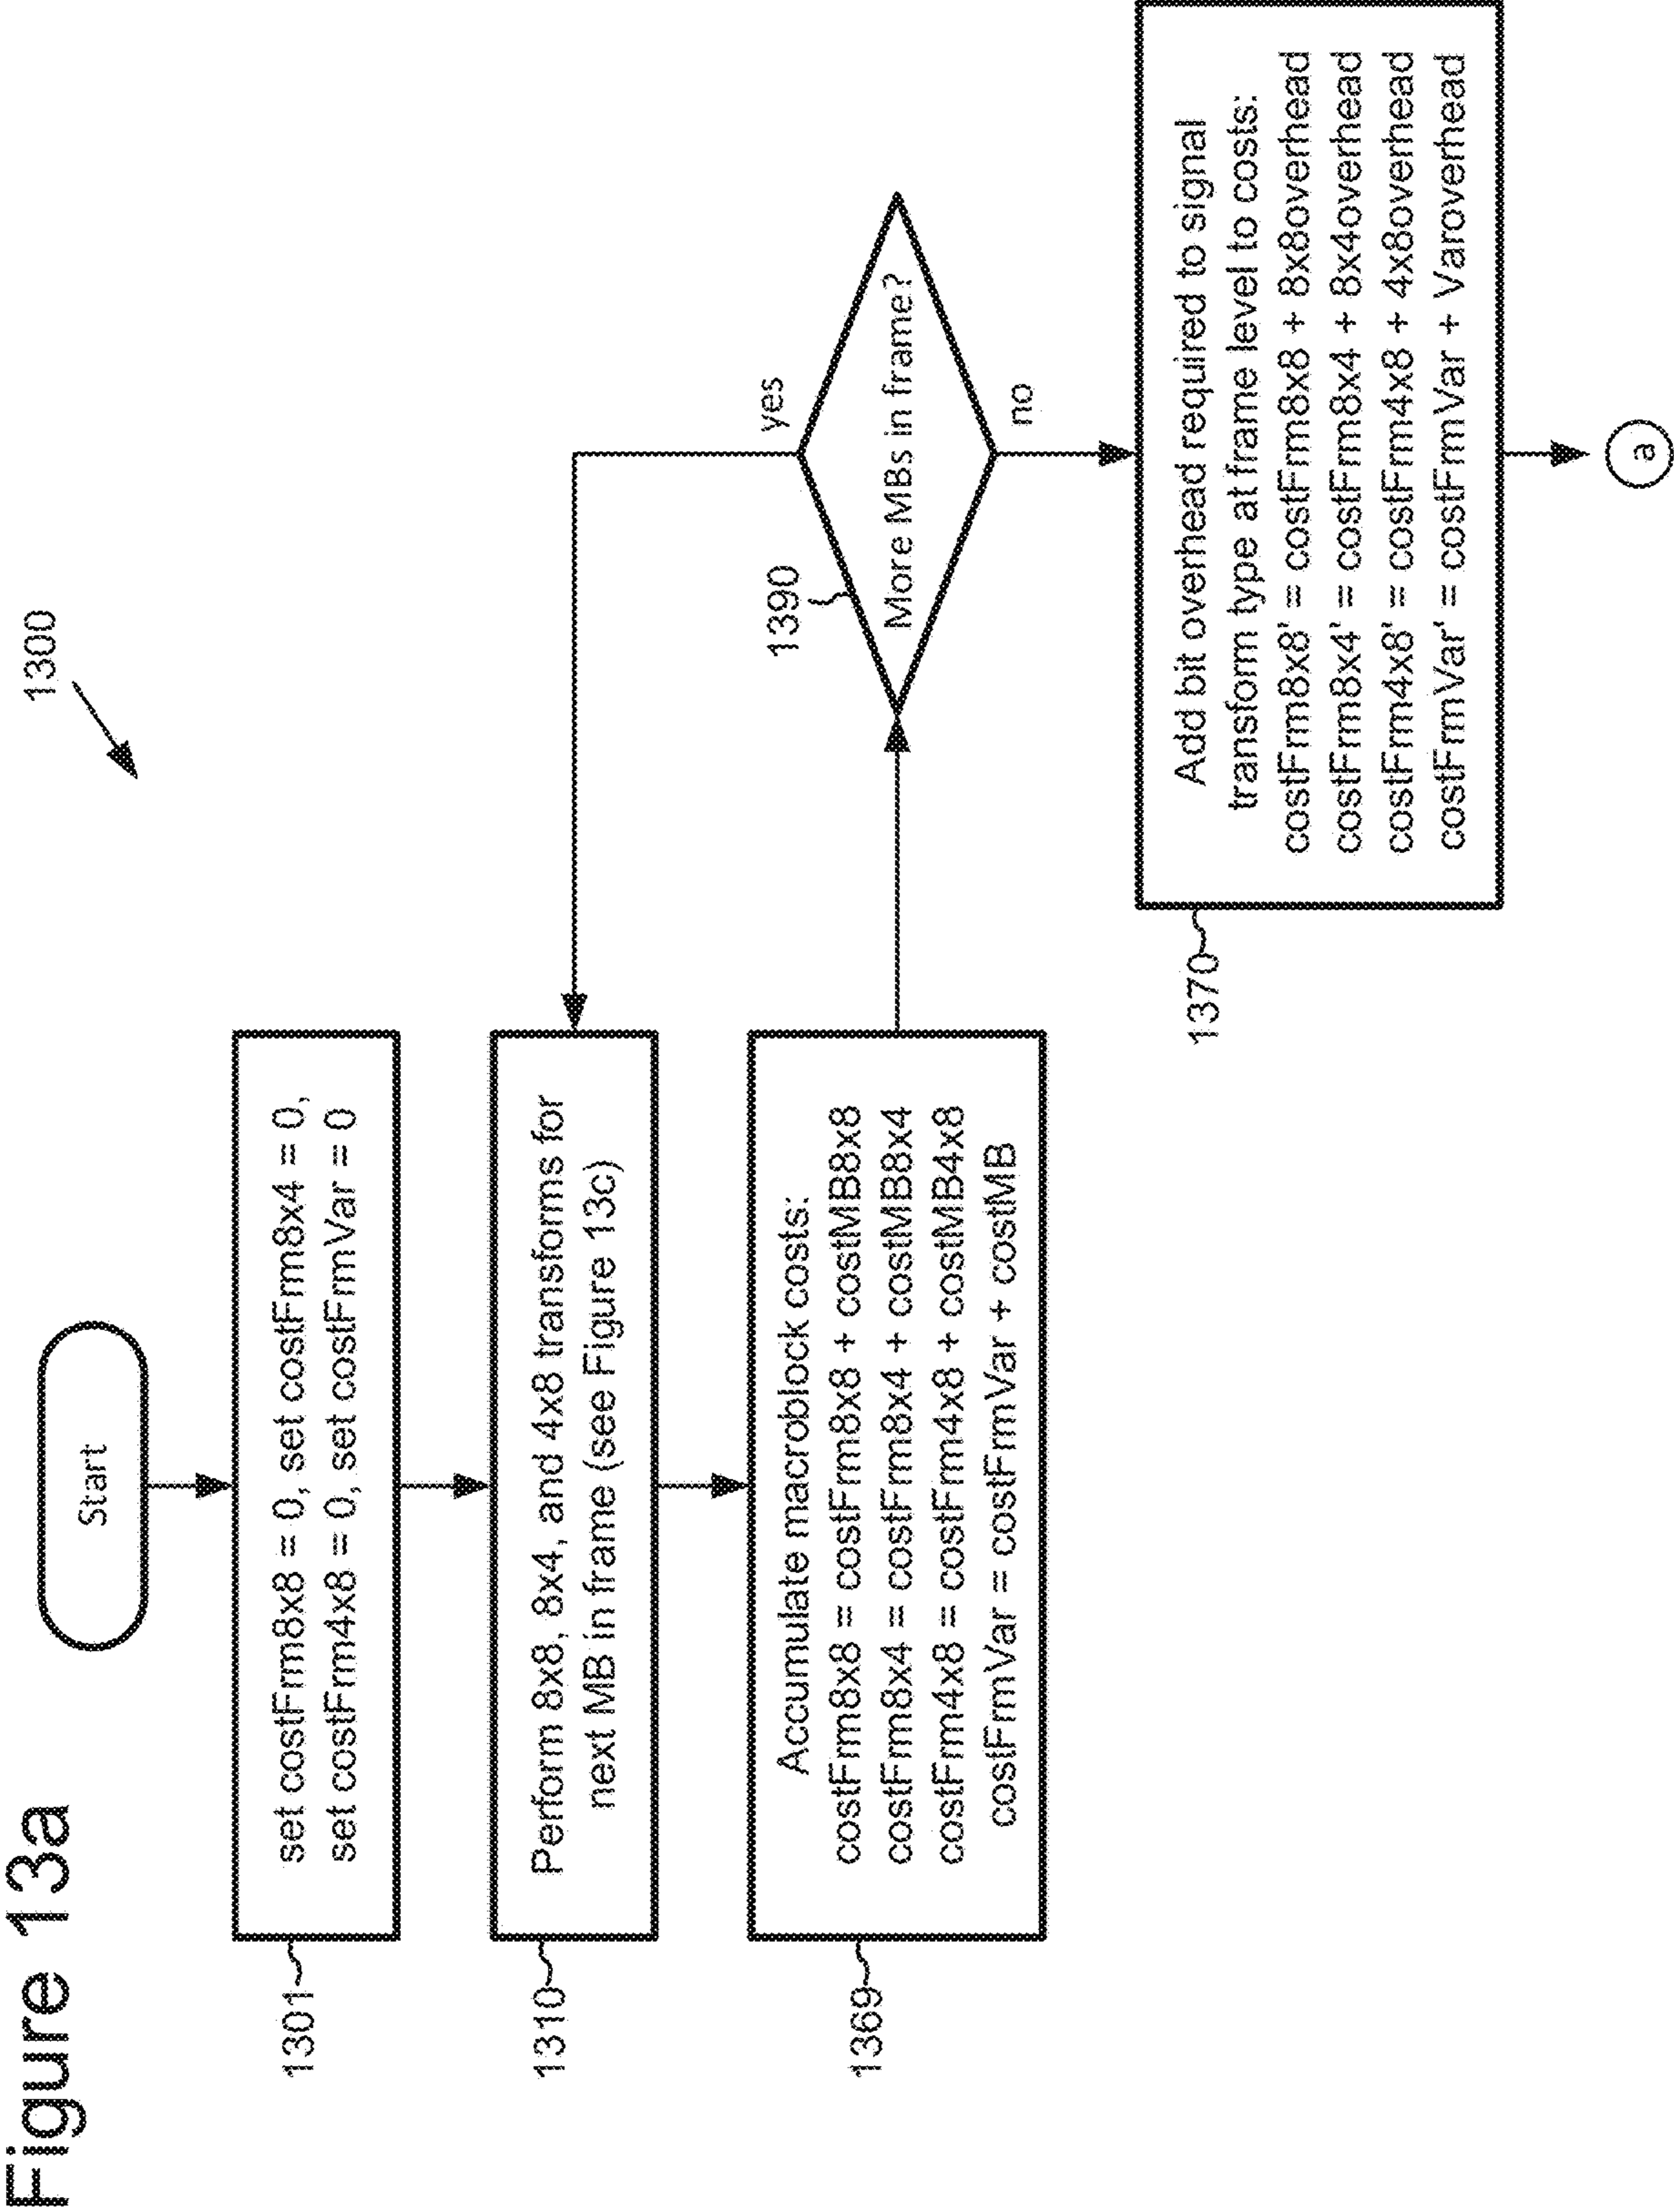 Figure 13a
1300
Start
1301
set costFrm8x8 = 0, set costFrm8x4 = 0,
set costFrm4x8 = 0, set costFrmVar = 0
1310
Perform 8x8, 8x4, and 4x8 transforms for
next MB in frame (see Figure 13c)
1369
Accumulate macroblock costs:
costFrm8x8 = costFrm8x8 + costMB8x8
costFrm8x4 = costFrm8x4 + costMB8x4
costFrm4x8 = costFrm4x8 + costMB4x8
costFrmVar = costFrmVar + costMB
yes
1390
More MBs in frame?
no
1370
Add bit overhead required to signal
transform type at frame level to costs:
costFrm8x8' = costFrm8x8 + 8x8overhead
costFrm8x4' = costFrm8x4 + 8x4overhead
costFrm4x8' = costFrm4x8 + 4x8overhead
costFrmVar' = costFrmVar + Varoverhead
a